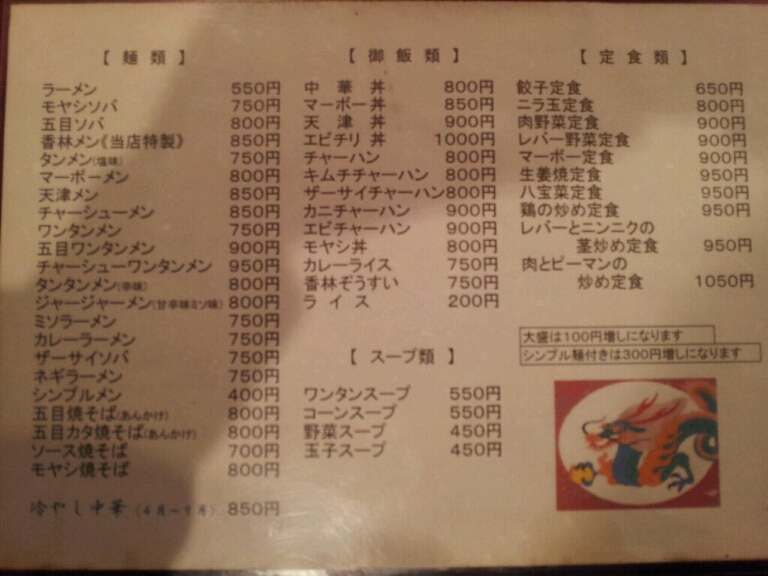 【 麺 類 】
ラーメン 550円
モヤシソバ 750円
五目ソバ 800円
香林メン《当店特製》 850円
タンメン(塩味) 750円
マーボーメン 800円
天津メン 850円
チャーシューメン 850円
ワンタンメン 750円
五目ワンタンメン 900円
チャーシューワンタンメン 950円
タンタンメン(辛味) 800円
ジャージャーメン(甘辛味ミソ味) 800円
ミソラーメン 750円
カレーラーメン 750円
ザーサイソバ 750円
ネギラーメン 750円
シンプルメン 400円
五目焼そば(あんかけ) 800円
五目カタ焼そば(あんかけ) 800円
ソース焼そば 700円
モヤシ焼そば 800円
冷やし中華（4月～9月） 850円
【 御 飯 類 】
中 華 丼 800円
マーボー丼 850円
天 津 丼 900円
エビチリ 丼 1000円
チャーハン 800円
キムチチャーハン 800円
ザーサイチャーハン 800円
カニチャーハン 900円
エビチャーハン 900円
モヤシ丼 800円
カレーライス 750円
香林ぞうすい 750円
ラ イ ス 200円
【 スープ類 】
ワンタンスープ 550円
コーンスープ 550円
野菜スープ 450円
玉子スープ 450円
【 定 食 類 】
餃子定食 650円
ニラ玉定食 800円
肉野菜定食 900円
レバー野菜定食 900円
マーボー定食 900円
生姜焼定食 950円
八宝菜定食 950円
鶏の炒め定食 950円
レバーとニンニクの
茎炒め定食 950円
肉とピーマンの
炒め定食 1050円
大盛は100円増しになります
シンプル麺付きは300円増しになります